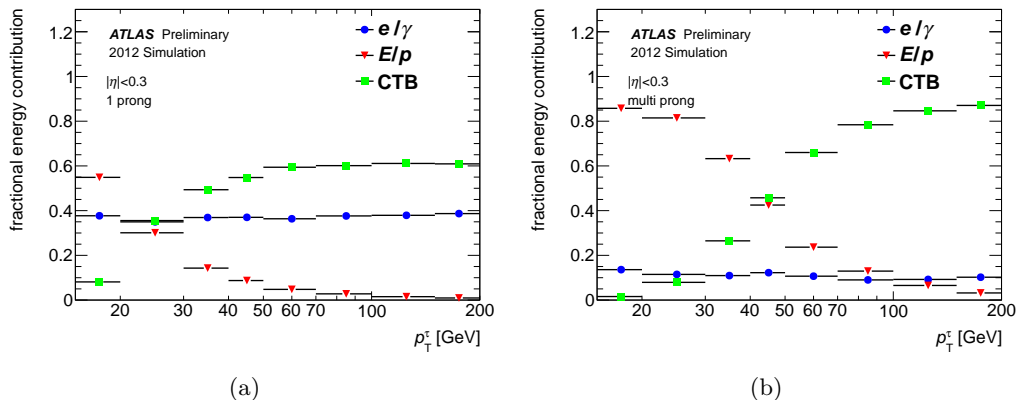 fractional energy contribution
1.2
1
0.8
0.6
0.4
0.2
0
ATLAS Preliminary
2012 Simulation
|η|<0.3
1 prong
e/γ
E/p
CTB
20 30 40 50 60 70 100 200
p_T^τ [GeV]
(a)
fractional energy contribution
1.2
1
0.8
0.6
0.4
0.2
0
ATLAS Preliminary
2012 Simulation
|η|<0.3
multi prong
e/γ
E/p
CTB
20 30 40 50 60 70 100 200
p_T^τ [GeV]
(b)